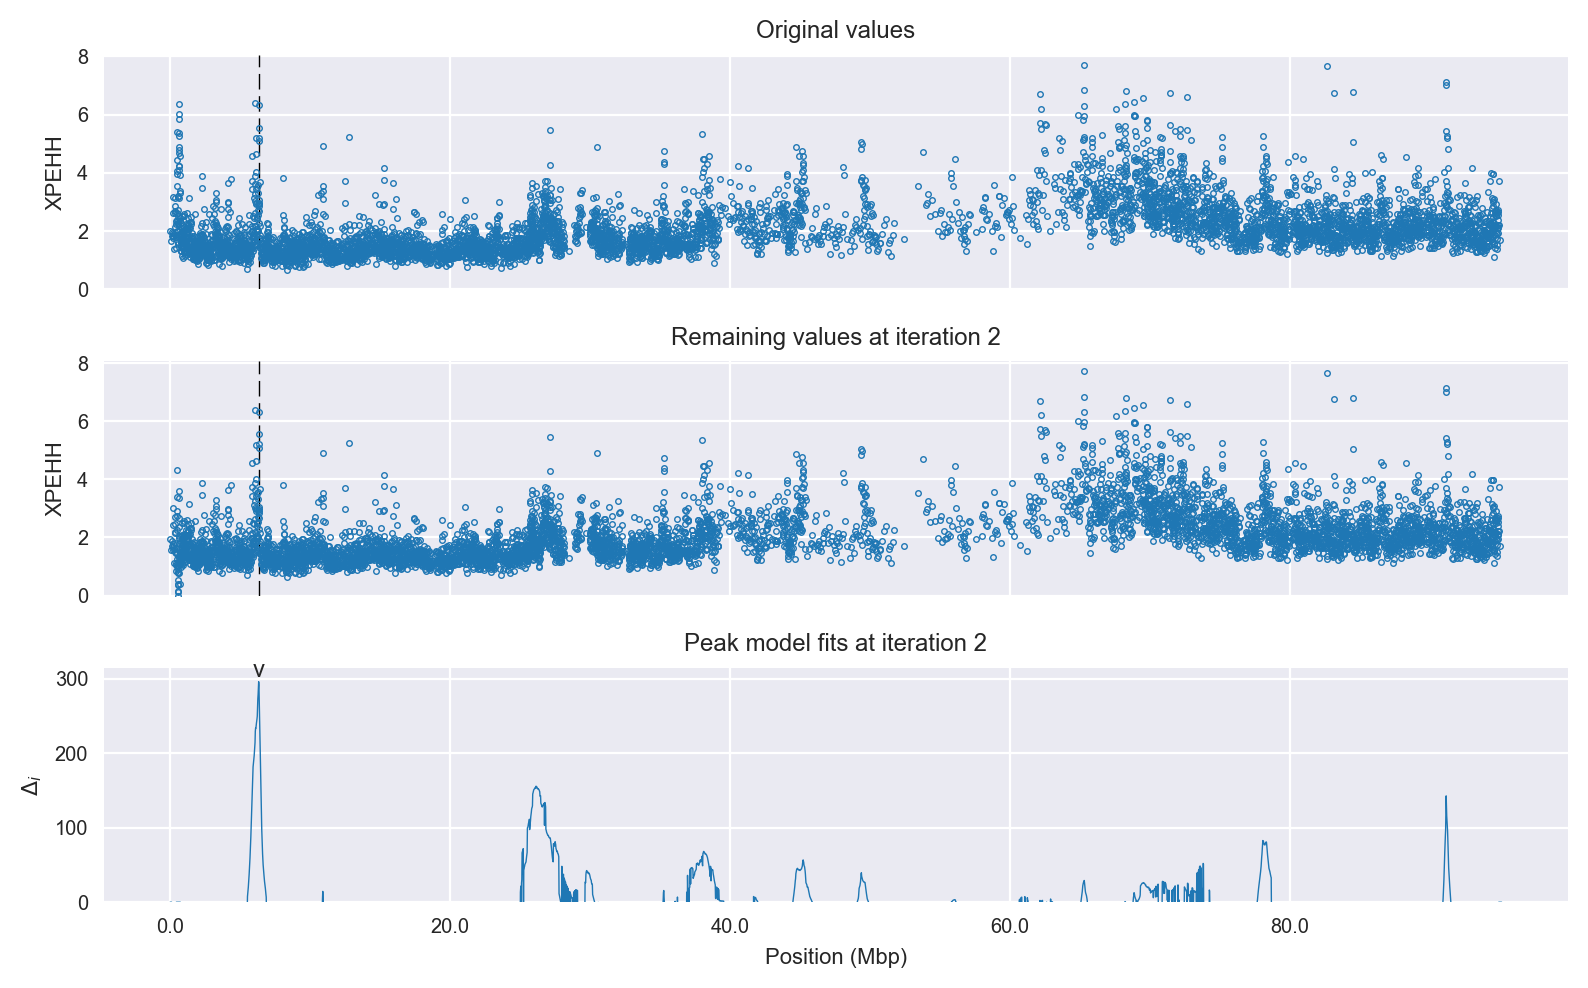 Original values
8
6
4
2
0
XPEHH
Remaining values at iteration 2
8
6
4
2
0
XPEHH
Peak model fits at iteration 2
v
300
200
100
0
Δi
0.0 20.0 40.0 60.0 80.0
Position (Mbp)